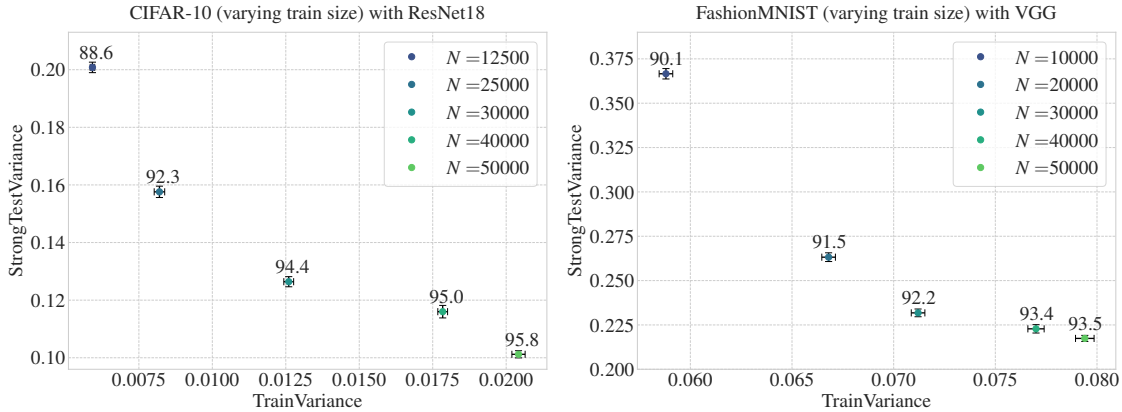 CIFAR-10 (varying train size) with ResNet18
StrongTestVariance
0.20
0.18
0.16
0.14
0.12
0.10
88.6
92.3
94.4
95.0
95.8
N =12500
N =25000
N =30000
N =40000
N =50000
0.0075 0.0100 0.0125 0.0150 0.0175 0.0200
TrainVariance
FashionMNIST (varying train size) with VGG
StrongTestVariance
0.375
0.350
0.325
0.300
0.275
0.250
0.225
0.200
90.1
91.5
92.2
93.4
93.5
N =10000
N =20000
N =30000
N =40000
N =50000
0.060 0.065 0.070 0.075 0.080
TrainVariance